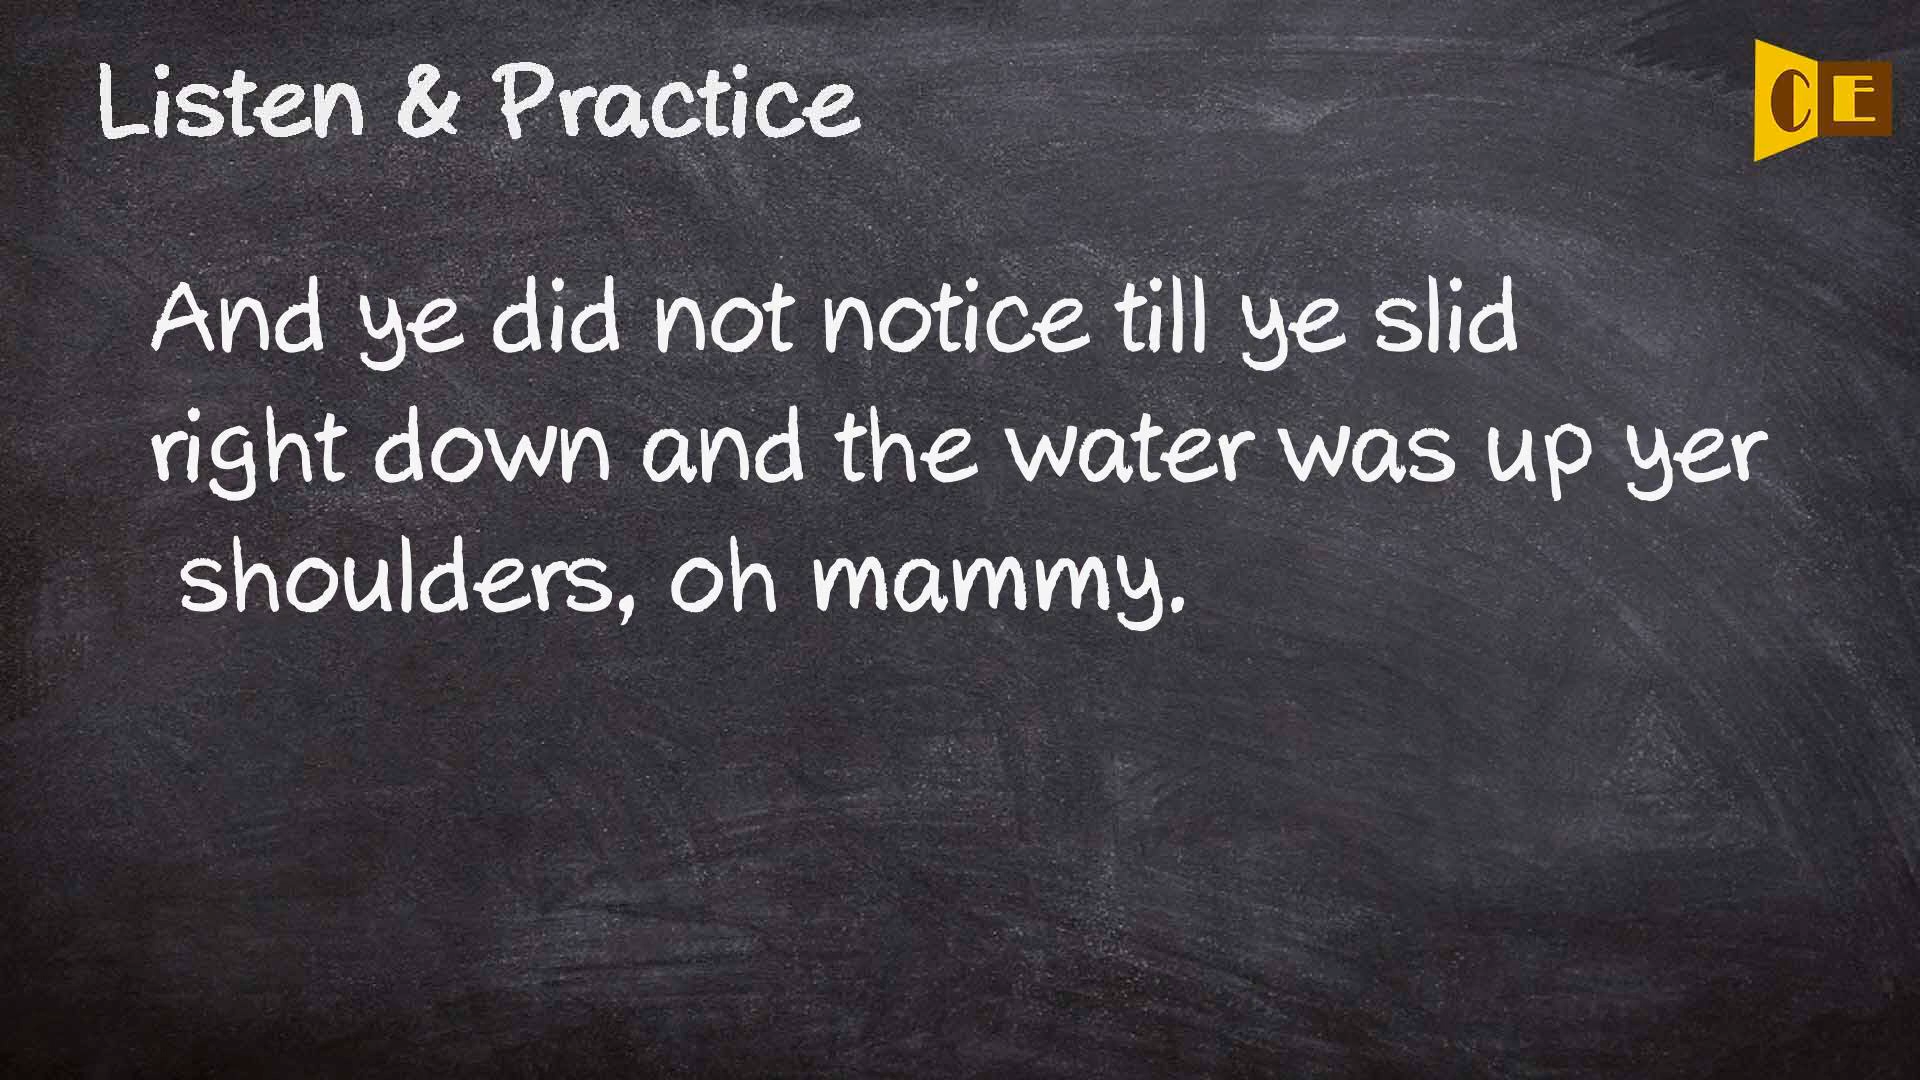 Listen & Practice
CE
And ye did not notice till ye slid
right down and the water was up yer
shoulders, oh mammy.